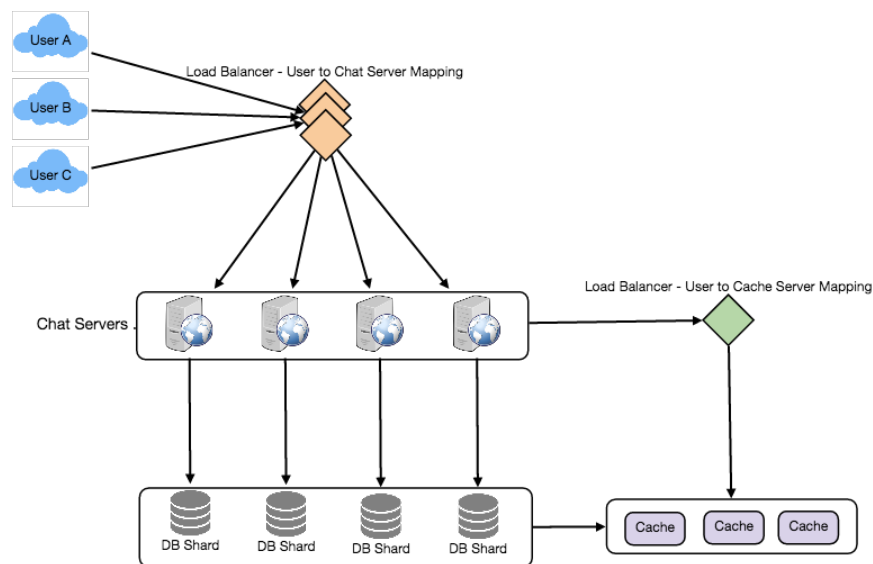 User A
Load Balancer - User to Chat Server Mapping
User B
User C
Load Balancer - User to Cache Server Mapping
Chat Servers
DB Shard
DB Shard
DB Shard
DB Shard
Cache
Cache
Cache